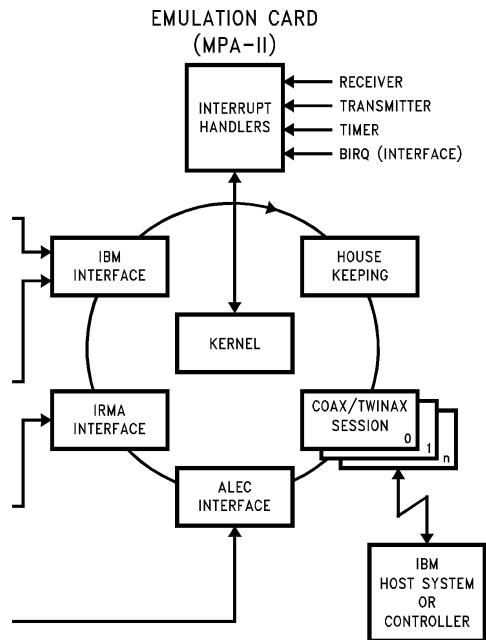 EMULATION CARD
(MPA-II)
INTERRUPT
HANDLERS
RECEIVER
TRANSMITTER
TIMER
BIRQ (INTERFACE)
IBM
INTERFACE
HOUSE
KEEPING
KERNEL
IRMA
INTERFACE
COAX/TWINAX
SESSION
0
1
n
ALEC
INTERFACE
IBM
HOST SYSTEM
OR
CONTROLLER